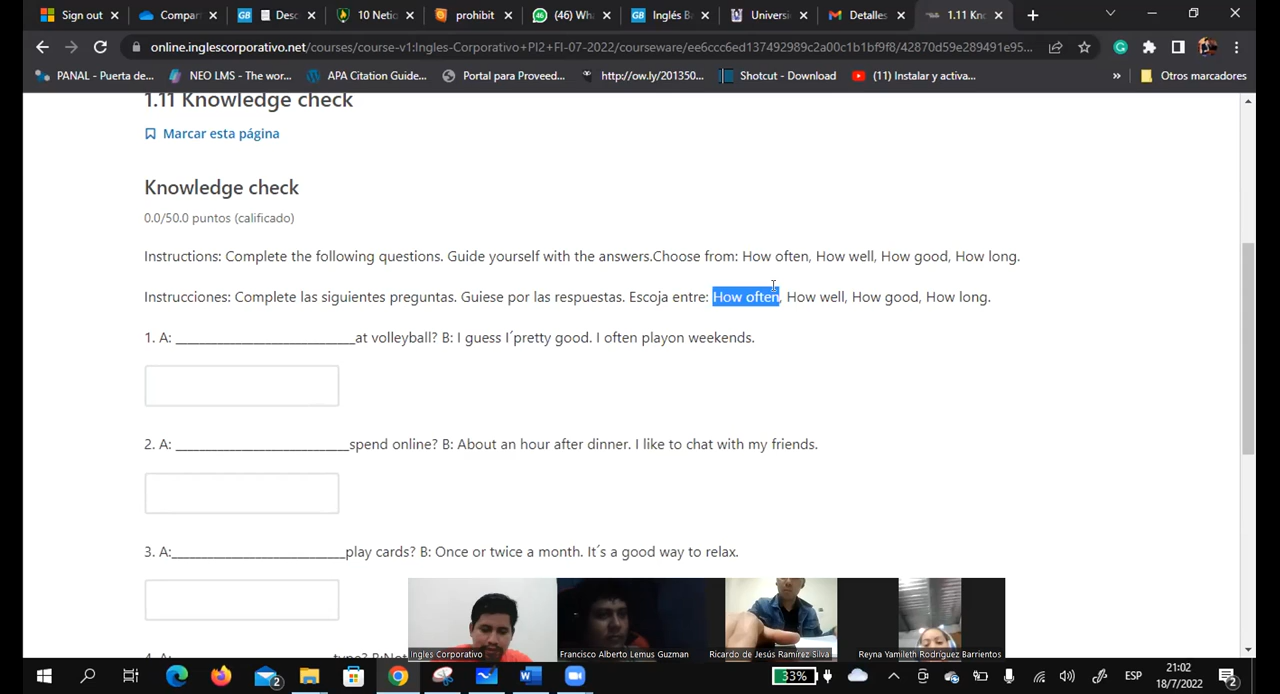 Sign out
Compar
Desc
10 Netio
prohibit
(46) Wh
Inglés B
Universi
Detalles
1.11 Kno
online.inglescorporativo.net/courses/course-v1:Ingles-Corporativo+PI2+FI-07-2022/courseware/ee6ccc6ed137492989c2a00c1b1bf9f8/42870d59e289491e95...
PANAL - Puerta de...
NEO LMS - The wor...
APA Citation Guide...
Portal para Proveed...
http://ow.ly/201350...
Shotcut - Download
(11) Instalar y activa...
»
Otros marcadores
1.11 Knowledge check
Marcar esta página
Knowledge check
0.0/50.0 puntos (calificado)
Instructions: Complete the following questions. Guide yourself with the answers.Choose from: How often, How well, How good, How long.
Instrucciones: Complete las siguientes preguntas. Guiese por las respuestas. Escoja entre: How often, How well, How good, How long.
1. A: __________________________at volleyball? B: I guess I´pretty good. I often playon weekends.
2. A: _________________________spend online? B: About an hour after dinner. I like to chat with my friends.
3. A:_________________________play cards? B: Once or twice a month. It´s a good way to relax.
Ingles Corporativo
Francisco Alberto Lemus Guzman
Ricardo de Jesús Ramírez Silva
Reyna Yamileth Rodríguez Barrientos
33%
ESP
21:02
18/7/2022